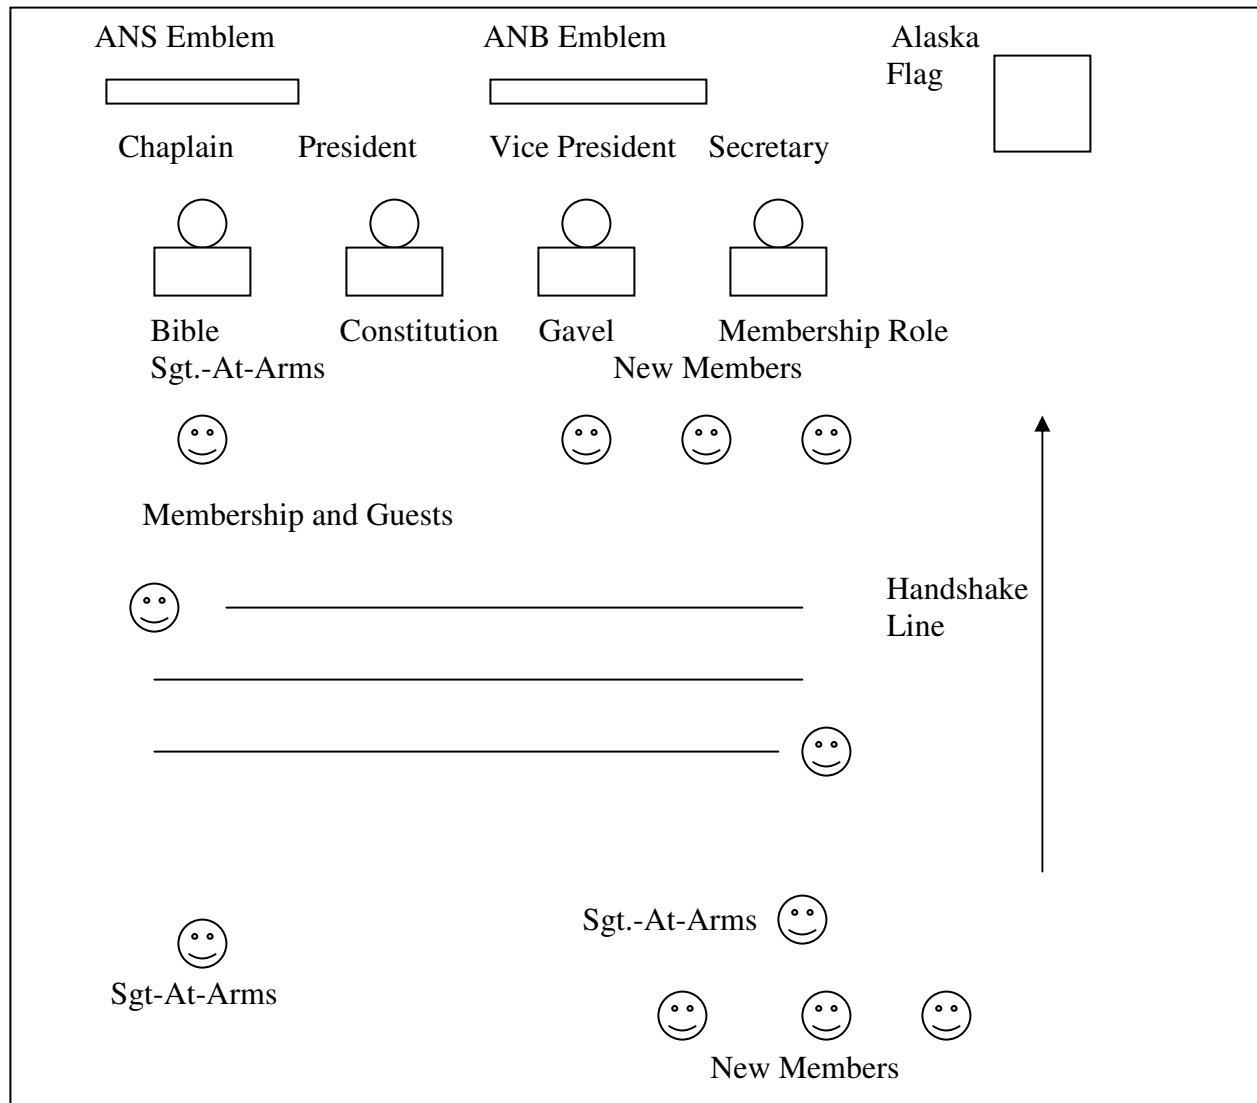 ANS Emblem ANB Emblem Alaska
Flag
Chaplain President Vice President Secretary
Bible Constitution Gavel Membership Role
Sgt.-At-Arms New Members
Membership and Guests
Handshake
Line
Sgt.-At-Arms
Sgt-At-Arms
New Members